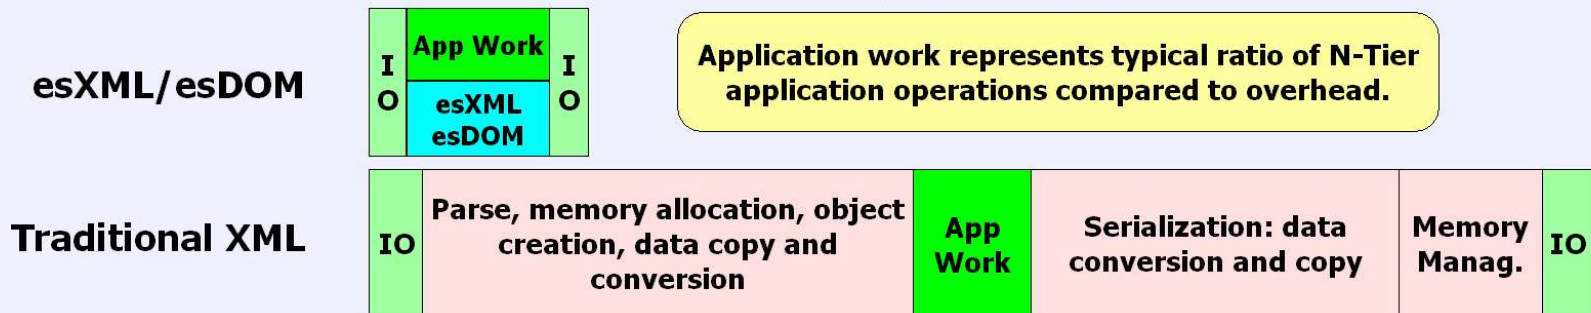 esXML/esDOM
I
O
App Work
esXML
esDOM
I
O
Application work represents typical ratio of N-Tier
application operations compared to overhead.
Traditional XML
IO
Parse, memory allocation, object
creation, data copy and
conversion
App
Work
Serialization: data
conversion and copy
Memory
Manag.
IO